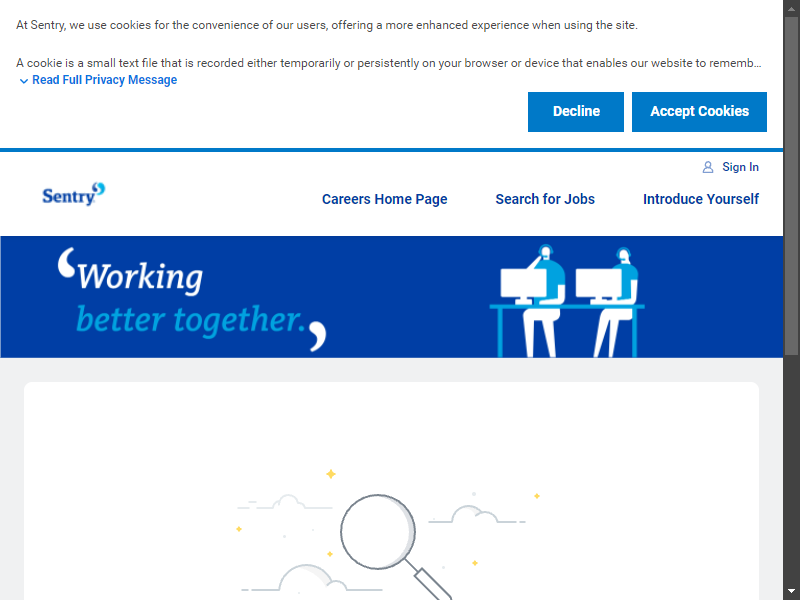 At Sentry, we use cookies for the convenience of our users, offering a more enhanced experience when using the site.
A cookie is a small text file that is recorded either temporarily or persistently on your browser or device that enables our website to rememb...
Read Full Privacy Message
Decline
Accept Cookies
Sign In
Sentry
Careers Home Page
Search for Jobs
Introduce Yourself
‘Working
better together.’